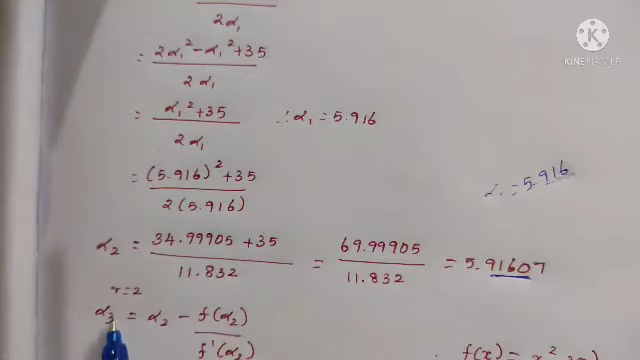 2α₁
= 2α₁² - α₁² + 35
2α₁
= α₁² + 35
2α₁
∴ α₁ = 5.916
= (5.916)² + 35
2(5.916)
α₁ = 5.916
α₂ = 34.99905 + 35
11.832
= 69.99905
11.832
= 5.91607
r = 2
α₃ = α₂ - f(α₂)
f'(α₂)
f(x) = x²
KINEMASTER